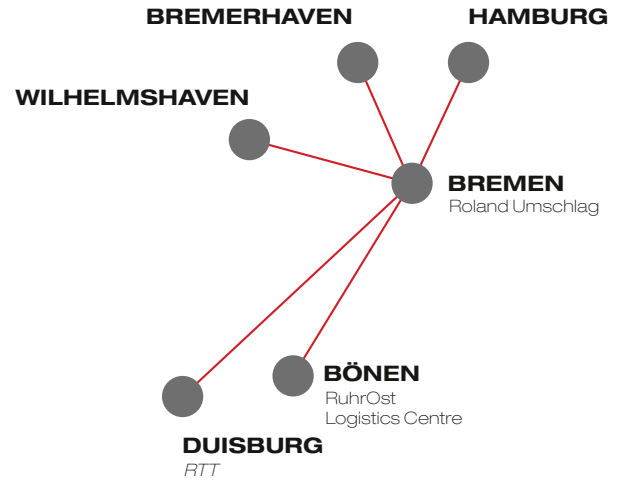 BREMERHAVEN
HAMBURG
WILHELMSHAVEN
BREMEN
Roland Umschlag
BÖNEN
RuhrOst
Logistics Centre
DUISBURG
RTT